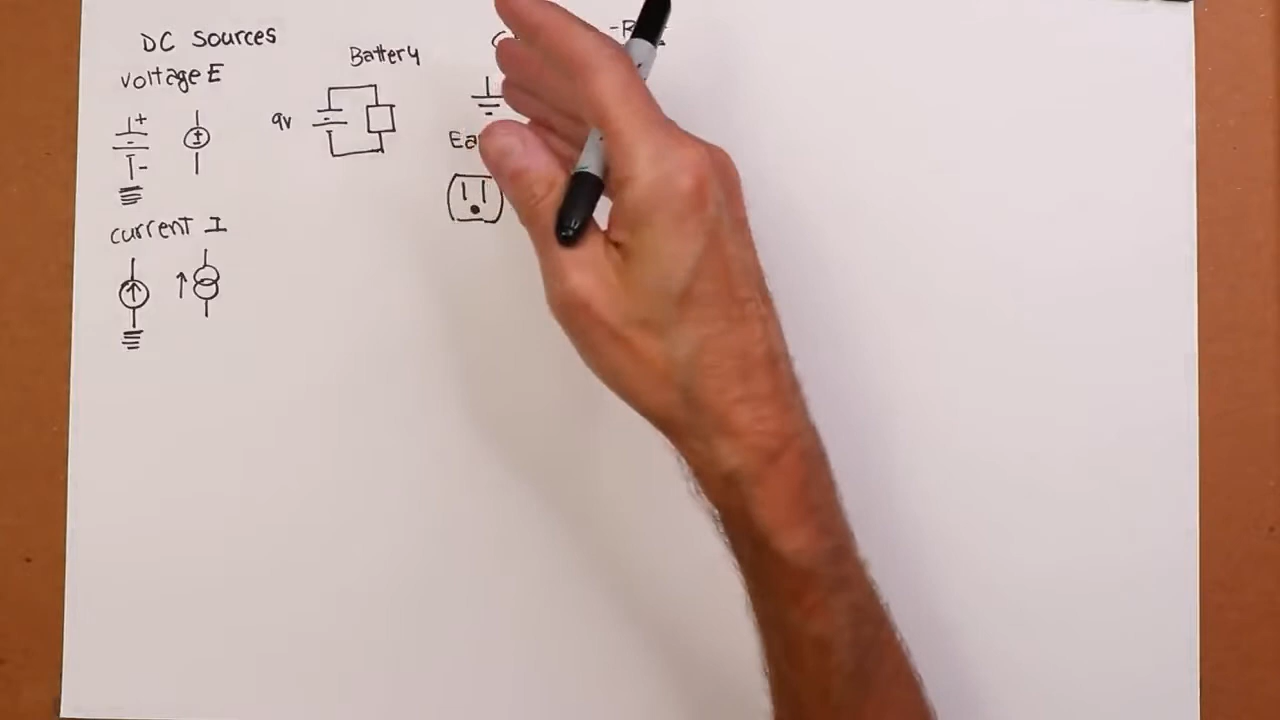 DC Sources
Voltage E
+
-
±
Battery
9v
current I